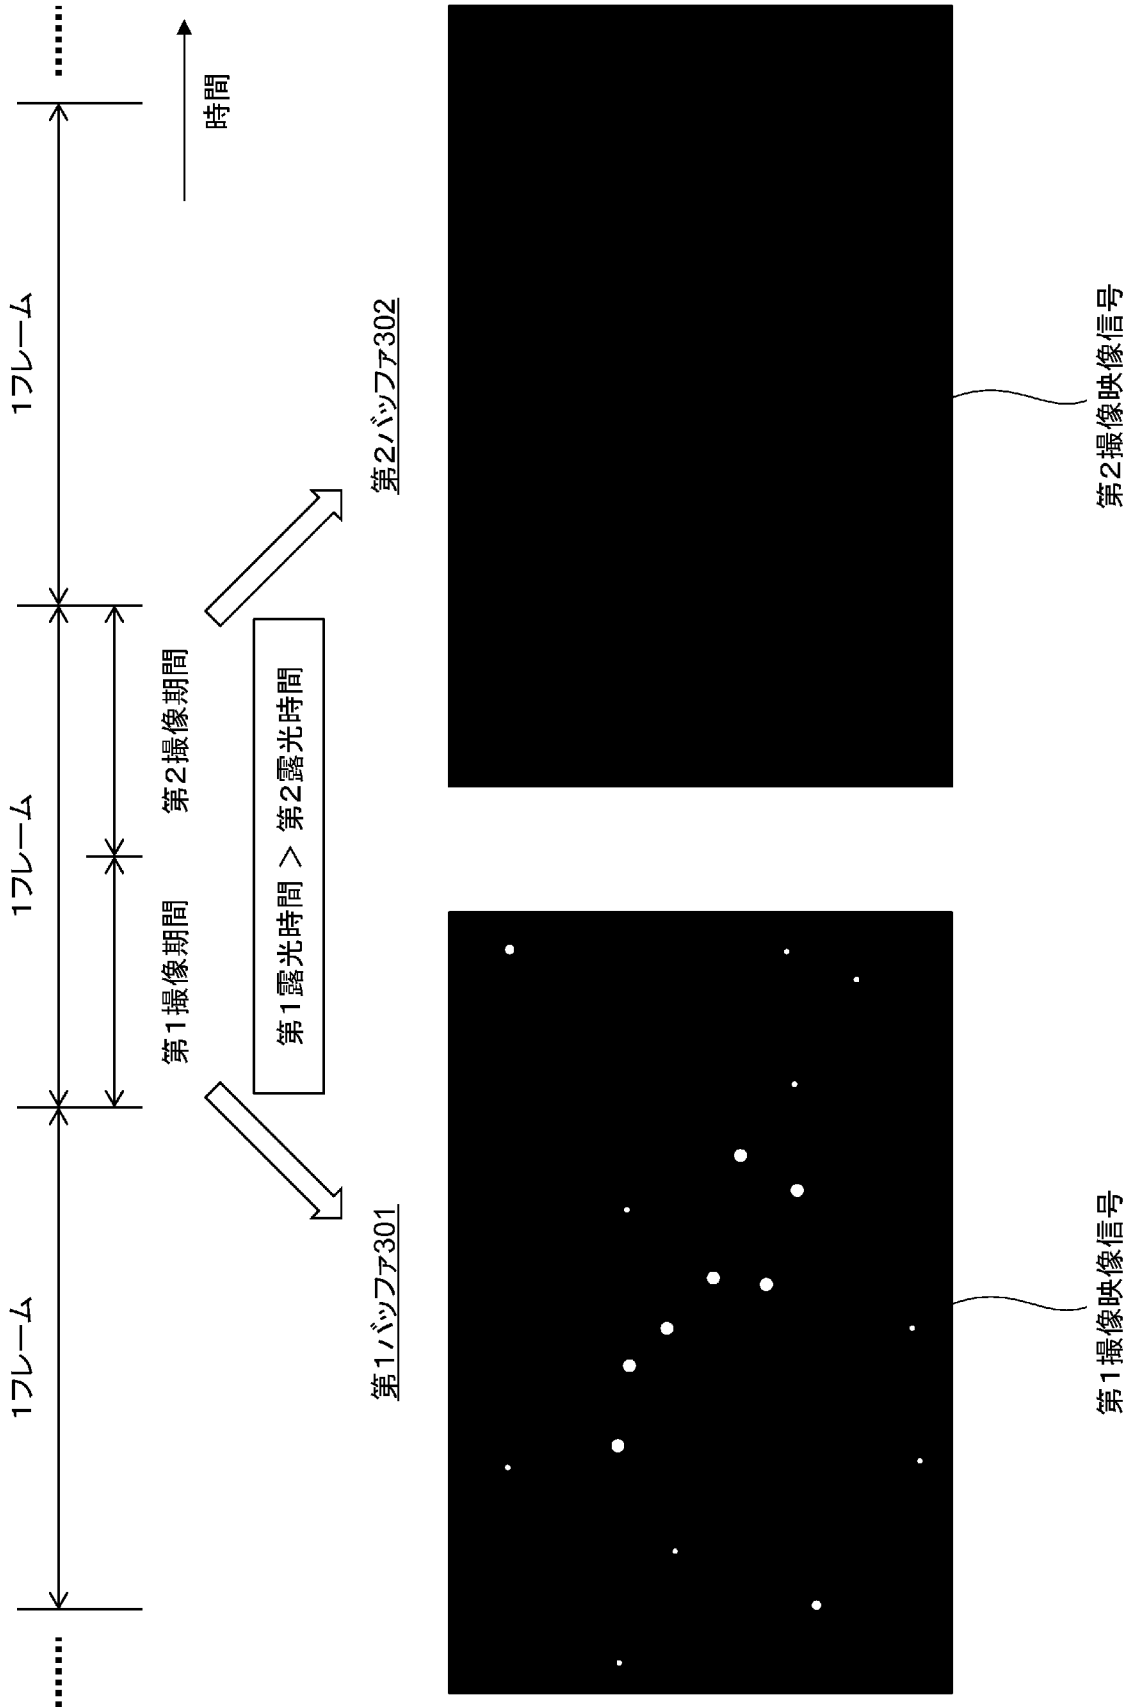 1フレーム
1フレーム
1フレーム
時間
第1撮像期間
第2撮像期間
第1露光時間 > 第2露光時間
第1バッファ301
第2バッファ302
第1撮像映像信号
第2撮像映像信号